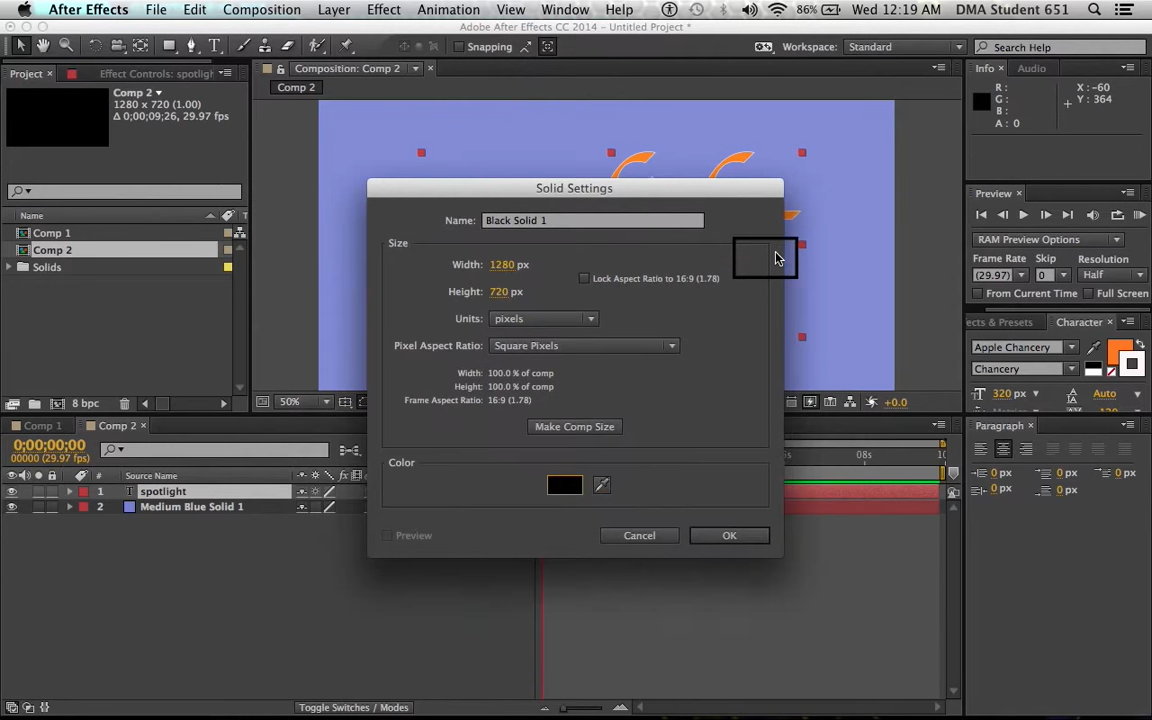 After Effects File Edit Composition Layer Effect Animation View Window Help 86% Wed 12:19 AM DMA Student 651
Adobe After Effects CC 2014 - Untitled Project *
Snapping Workspace: Standard Search Help
Project Effect Controls: spotligh Composition: Comp 2 Info Audio
Comp 2
1280 x 720 (1.00)
Δ 0;00;09;26, 29.97 fps
Comp 2
R :
G :
B :
A : 0
X : -60
Y : 364
Name
Comp 1
Comp 2
Solids
8 bpc
Solid Settings
Name: Black Solid 1
Size
Width: 1280 px
Lock Aspect Ratio to 16:9 (1.78)
Height: 720 px
Units: pixels
Pixel Aspect Ratio: Square Pixels
Width: 100.0 % of comp
Height: 100.0 % of comp
Frame Aspect Ratio: 16:9 (1.78)
Make Comp Size
Color
Preview Cancel OK
Preview
RAM Preview Options
Frame Rate Skip Resolution
(29.97) 0 Half
From Current Time Full Screen
ects & Presets Character
Apple Chancery
Chancery
320 px Auto
50% +0.0
Comp 1 Comp 2
0;00;00;00
00000 (29.97 fps)
08s 10
# Source Name
1 T spotlight
2 Medium Blue Solid 1
Paragraph
0 px 0 px 0 px
0 px 0 px
Toggle Switches / Modes